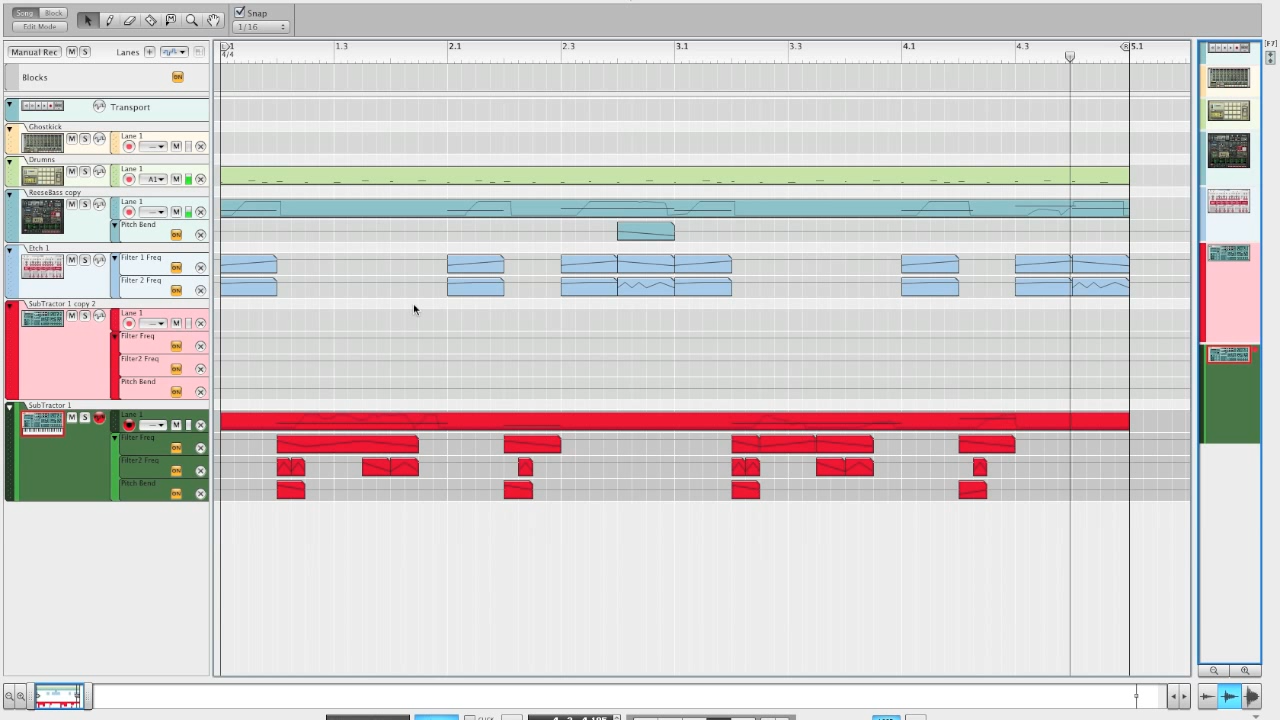 Song Block
Edit Mode
Snap
1/16
[F7]
Manual Rec M S Lanes
1 1.3 2.1 2.3 3.1 3.3 4.1 4.3 5.1
4/4
Blocks ON
Transport
Ghostkick
M S Lane 1
M
Drums
M S Lane 1
A1 M
ReeseBass copy
M S Lane 1
M
Pitch Bend
ON
Etch 1
M S Filter 1 Freq
ON
Filter 2 Freq
ON
SubTractor 1 copy 2
M S Lane 1
M
Filter Freq
ON
Filter2 Freq
ON
Pitch Bend
ON
SubTractor 1
M S Lane 1
M
Filter Freq
ON
Filter2 Freq
ON
Pitch Bend
ON
CLICK